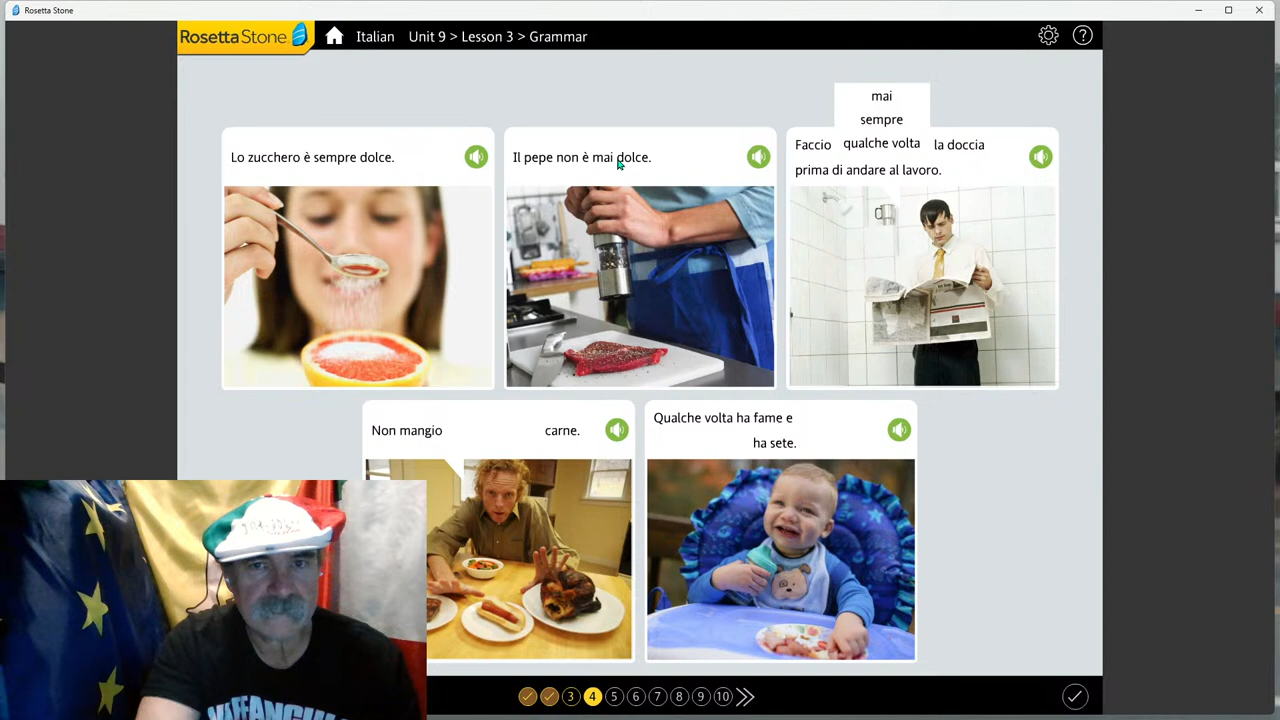 Rosetta Stone
RosettaStone
Italian Unit 9 > Lesson 3 > Grammar
mai
sempre
qualche volta
Lo zucchero è sempre dolce.
Il pepe non è mai dolce.
Faccio la doccia
prima di andare al lavoro.
Non mangio carne.
Qualche volta ha fame e
ha sete.
3 4 5 6 7 8 9 10